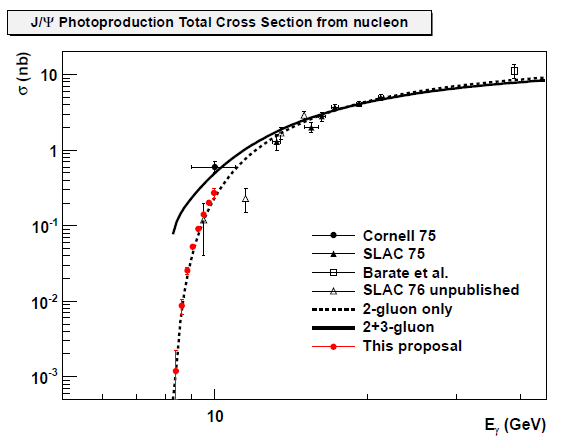 J/Ψ Photoproduction Total Cross Section from nucleon
σ (nb)
10
1
10⁻¹
10⁻²
10⁻³
Cornell 75
SLAC 75
Barate et al.
SLAC 76 unpublished
2-gluon only
2+3-gluon
This proposal
10
Eγ (GeV)